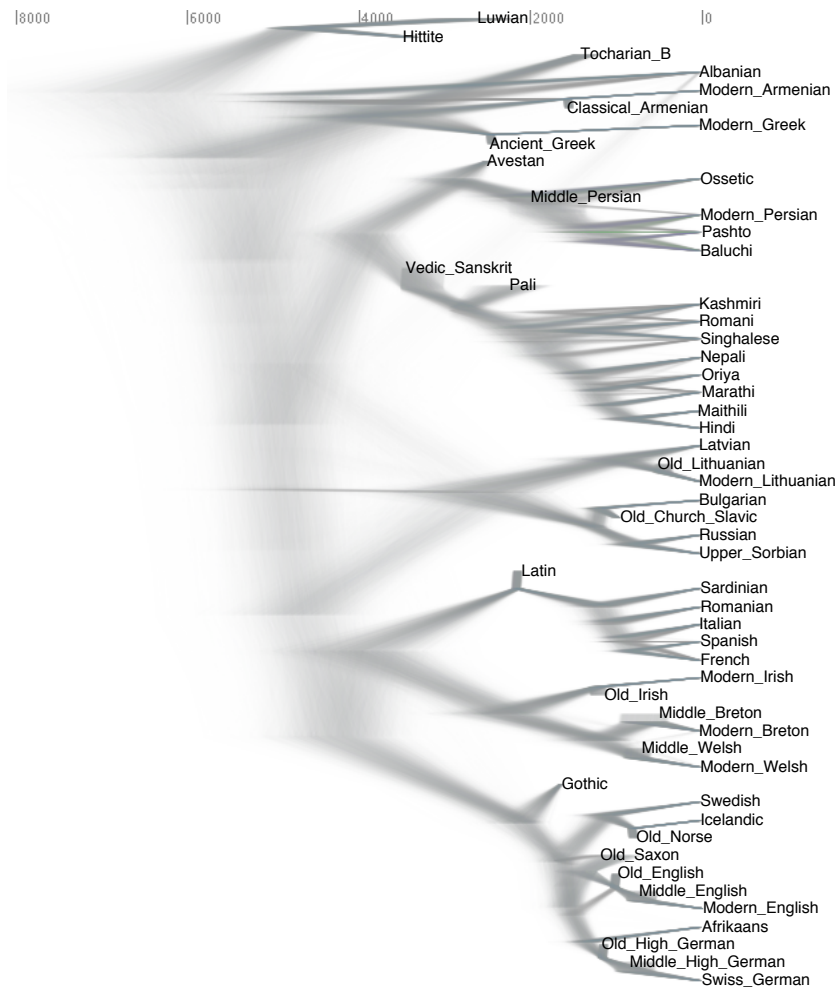 |8000 |6000 |4000 |2000 |0
Luwian
Hittite
Tocharian_B
Albanian
Modern_Armenian
Classical_Armenian
Modern_Greek
Ancient_Greek
Avestan
Ossetic
Middle_Persian
Modern_Persian
Pashto
Baluchi
Vedic_Sanskrit
Pali
Kashmiri
Romani
Singhalese
Nepali
Oriya
Marathi
Maithili
Hindi
Latvian
Old_Lithuanian
Modern_Lithuanian
Bulgarian
Old_Church_Slavic
Russian
Upper_Sorbian
Latin
Sardinian
Romanian
Italian
Spanish
French
Modern_Irish
Old_Irish
Middle_Breton
Modern_Breton
Middle_Welsh
Modern_Welsh
Gothic
Swedish
Icelandic
Old_Norse
Old_Saxon
Old_English
Middle_English
Modern_English
Afrikaans
Old_High_German
Middle_High_German
Swiss_German